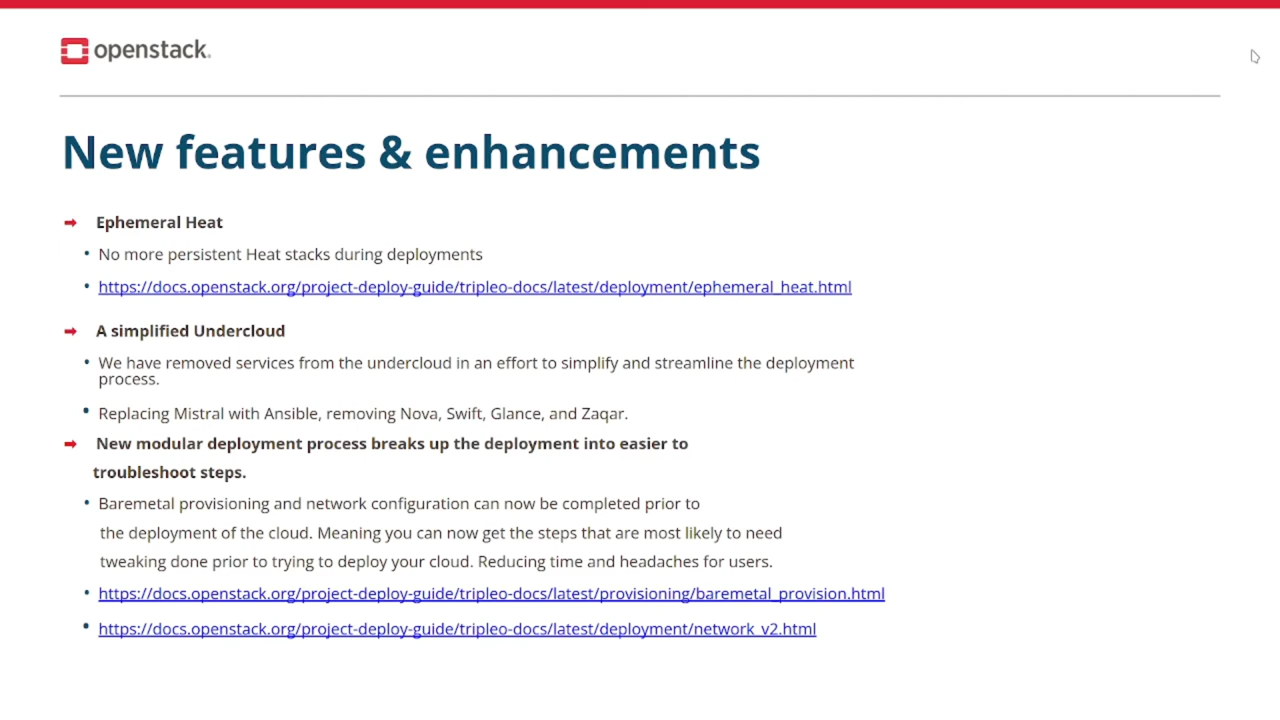 openstack.
New features & enhancements
➡ Ephemeral Heat
• No more persistent Heat stacks during deployments
• https://docs.openstack.org/project-deploy-guide/tripleo-docs/latest/deployment/ephemeral_heat.html
➡ A simplified Undercloud
• We have removed services from the undercloud in an effort to simplify and streamline the deployment
process.
• Replacing Mistral with Ansible, removing Nova, Swift, Glance, and Zaqar.
➡ New modular deployment process breaks up the deployment into easier to
troubleshoot steps.
• Baremetal provisioning and network configuration can now be completed prior to
the deployment of the cloud. Meaning you can now get the steps that are most likely to need
tweaking done prior to trying to deploy your cloud. Reducing time and headaches for users.
• https://docs.openstack.org/project-deploy-guide/tripleo-docs/latest/provisioning/baremetal_provision.html
• https://docs.openstack.org/project-deploy-guide/tripleo-docs/latest/deployment/network_v2.html